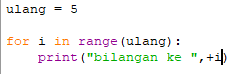 ulang = 5
for i in range(ulang):
    print("bilangan ke ",+i)